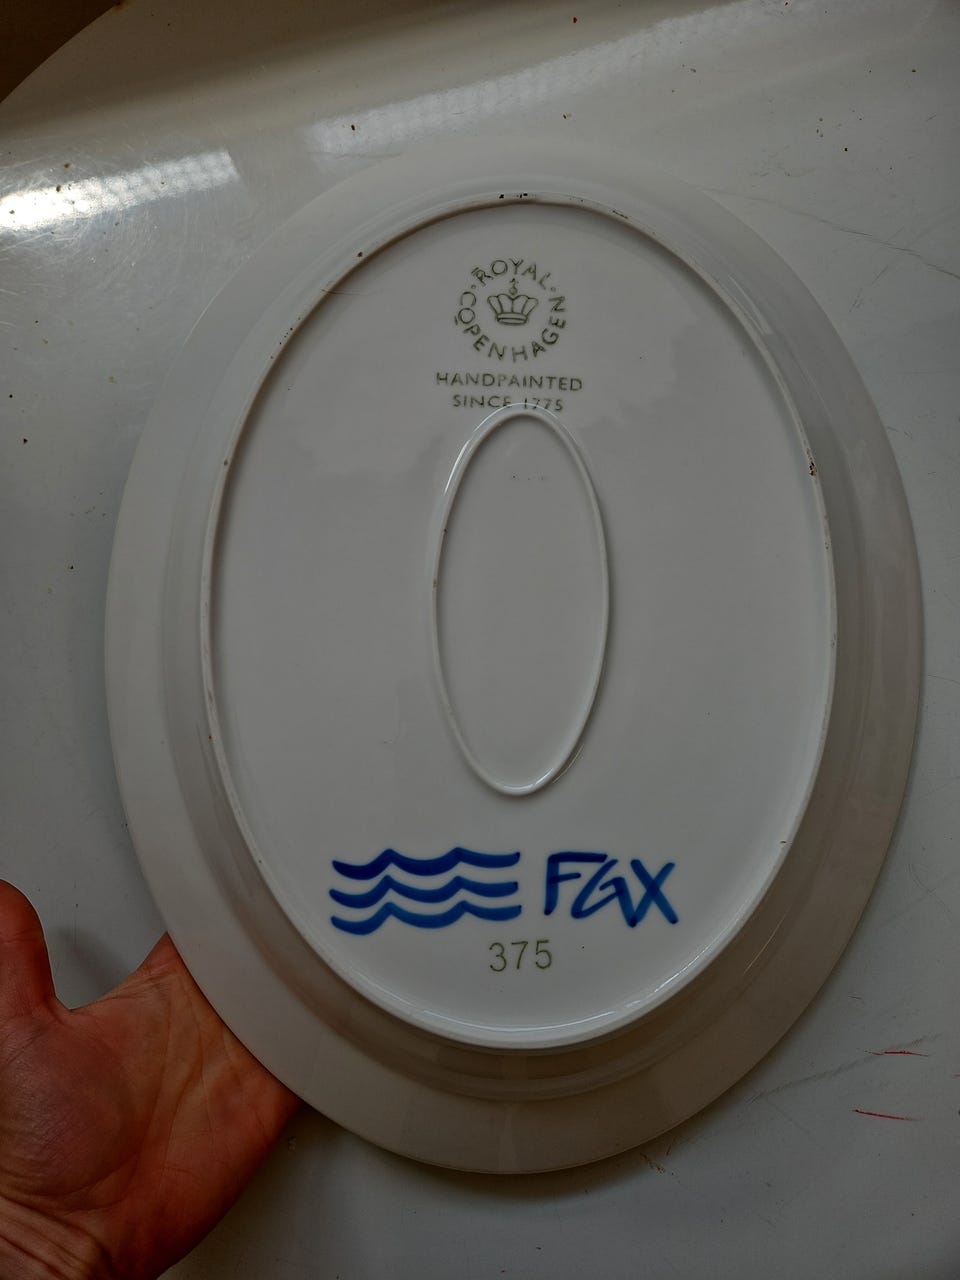 ROYAL
COPENHAGEN
HANDPAINTED
SINCE 1775
FGX
375